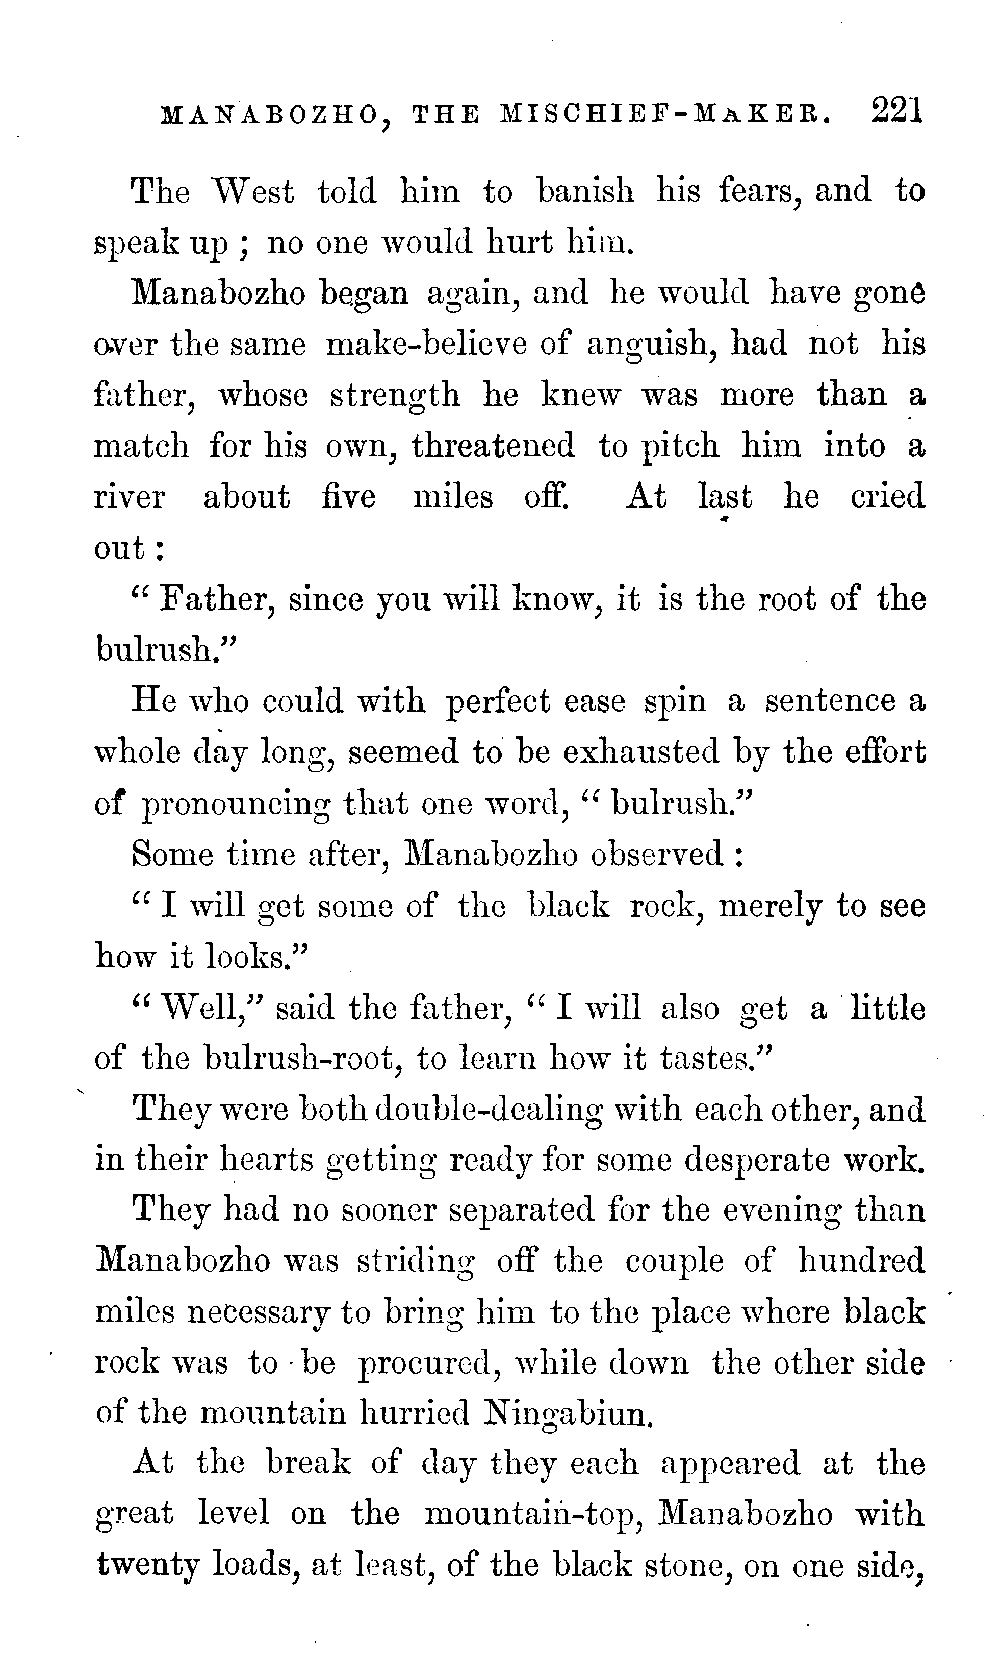 MANABOZHO, THE MISCHIEF-MAKER. 221
The West told him to banish his fears, and to
speak up ; no one would hurt him.
Manabozho began again, and he would have gone
over the same make-believe of anguish, had not his
father, whose strength he knew was more than a
match for his own, threatened to pitch him into a
river about five miles off. At last he cried
out :
“ Father, since you will know, it is the root of the
bulrush.”
He who could with perfect ease spin a sentence a
whole day long, seemed to be exhausted by the effort
of pronouncing that one word, “ bulrush.”
Some time after, Manabozho observed :
“ I will get some of the black rock, merely to see
how it looks.”
“ Well,” said the father, “ I will also get a little
of the bulrush-root, to learn how it tastes.”
They were both double-dealing with each other, and
in their hearts getting ready for some desperate work.
They had no sooner separated for the evening than
Manabozho was striding off the couple of hundred
miles necessary to bring him to the place where black
rock was to be procured, while down the other side
of the mountain hurried Ningabiun.
At the break of day they each appeared at the
great level on the mountain-top, Manabozho with
twenty loads, at least, of the black stone, on one side,